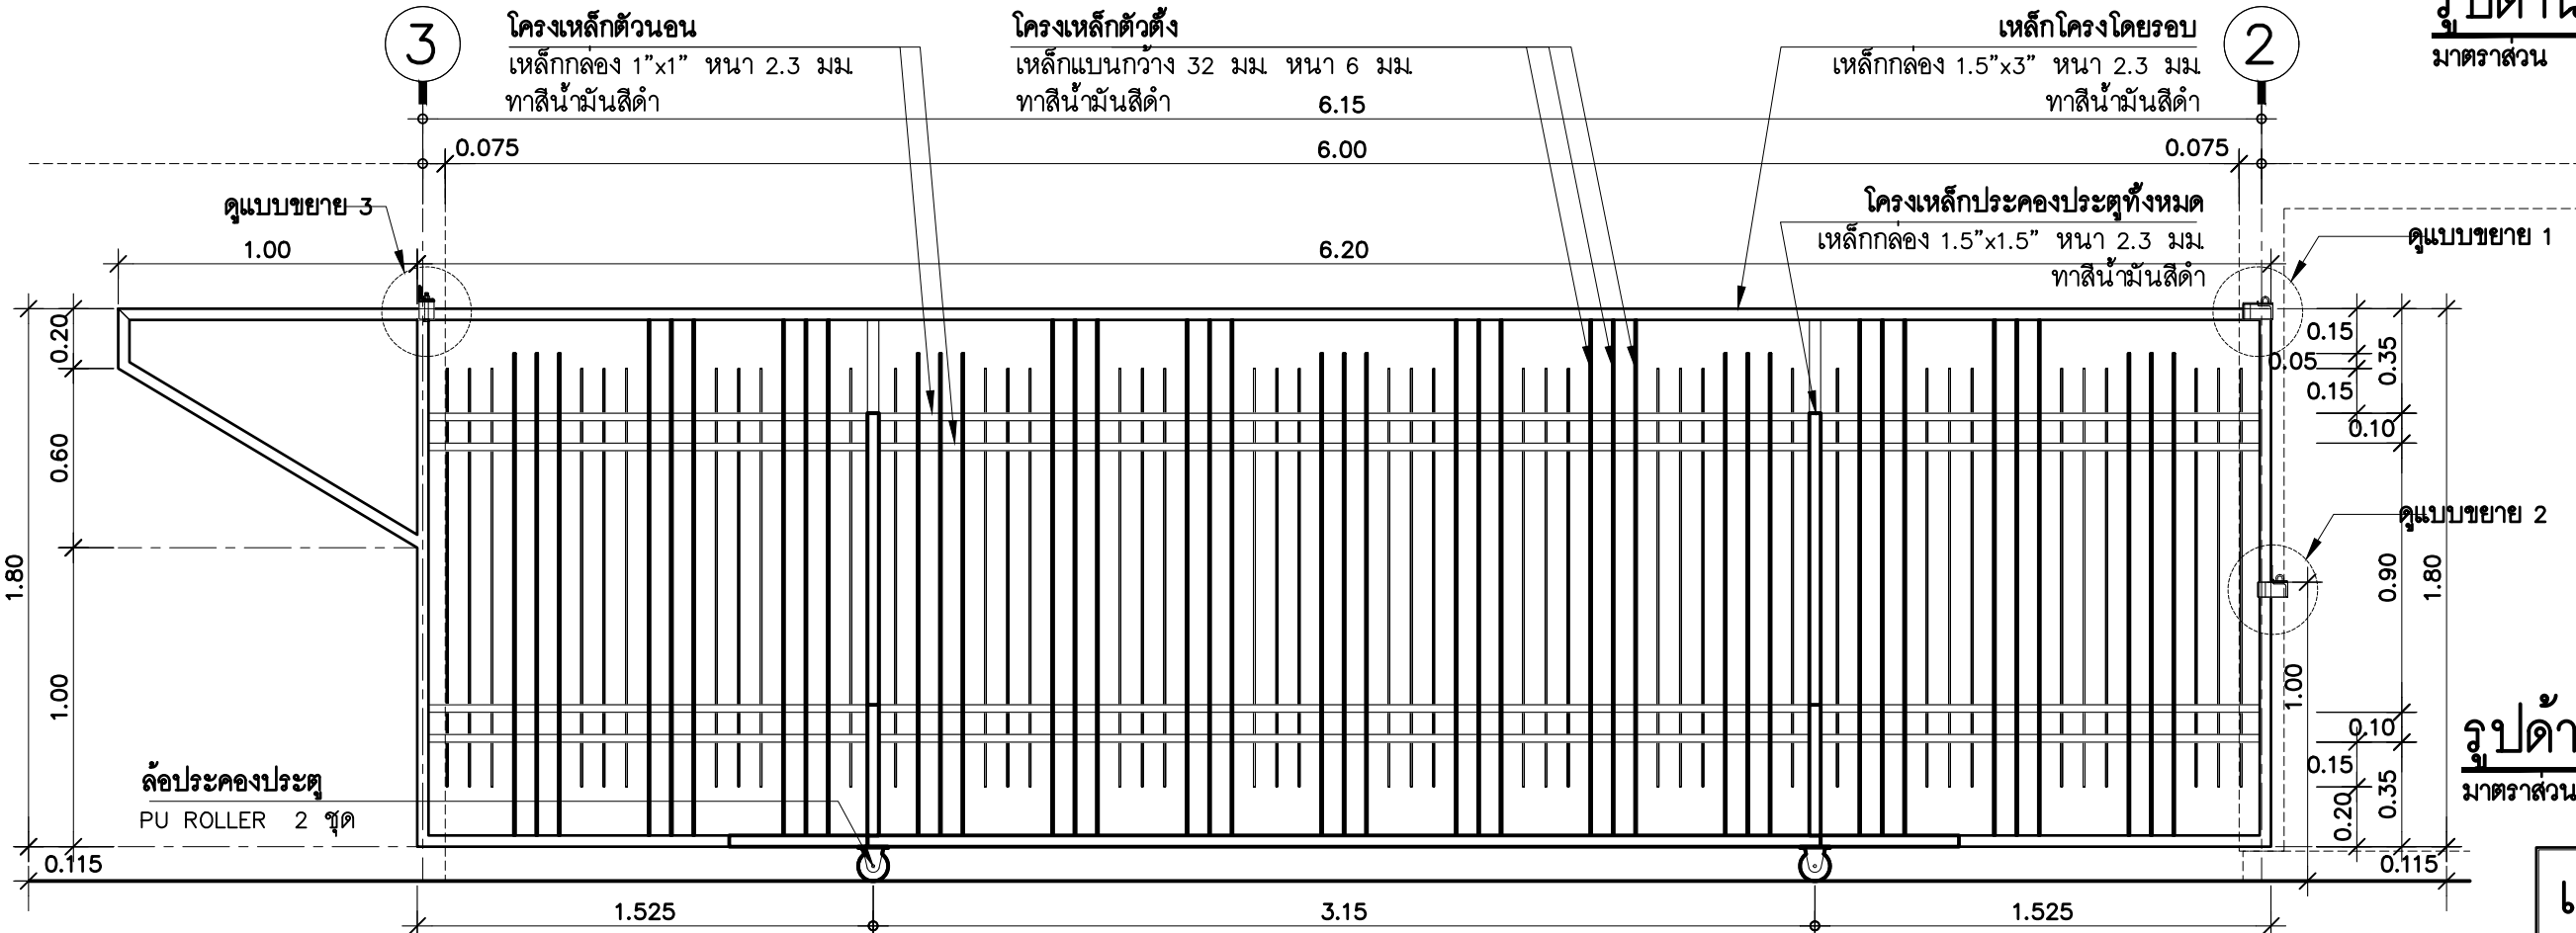 3
โครงเหล็กตัวนอน
เหล็กกล่อง 1”x1” หนา 2.3 มม.
ทาสีน้ำมันสีดำ
โครงเหล็กตัวตั้ง
เหล็กแบนกว้าง 32 มม. หนา 6 มม.
ทาสีน้ำมันสีดำ
เหล็กโครงโดยรอบ
เหล็กกล่อง 1.5”x3” หนา 2.3 มม.
ทาสีน้ำมันสีดำ
2
มาตราส่วน
6.15
0.075
6.00
0.075
ดูแบบขยาย 3
โครงเหล็กประคองประตูทั้งหมด
เหล็กกล่อง 1.5”x1.5” หนา 2.3 มม.
ทาสีน้ำมันสีดำ
ดูแบบขยาย 1
1.00
6.20
0.20
0.60
1.00
1.80
0.115
0.15
0.05
0.15
0.35
0.10
0.90
1.80
ดูแบบขยาย 2
1.00
0.10
0.15
0.35
0.20
0.115
ล้อประคองประตู
PU ROLLER 2 ชุด
มาตราส่วน
1.525
3.15
1.525